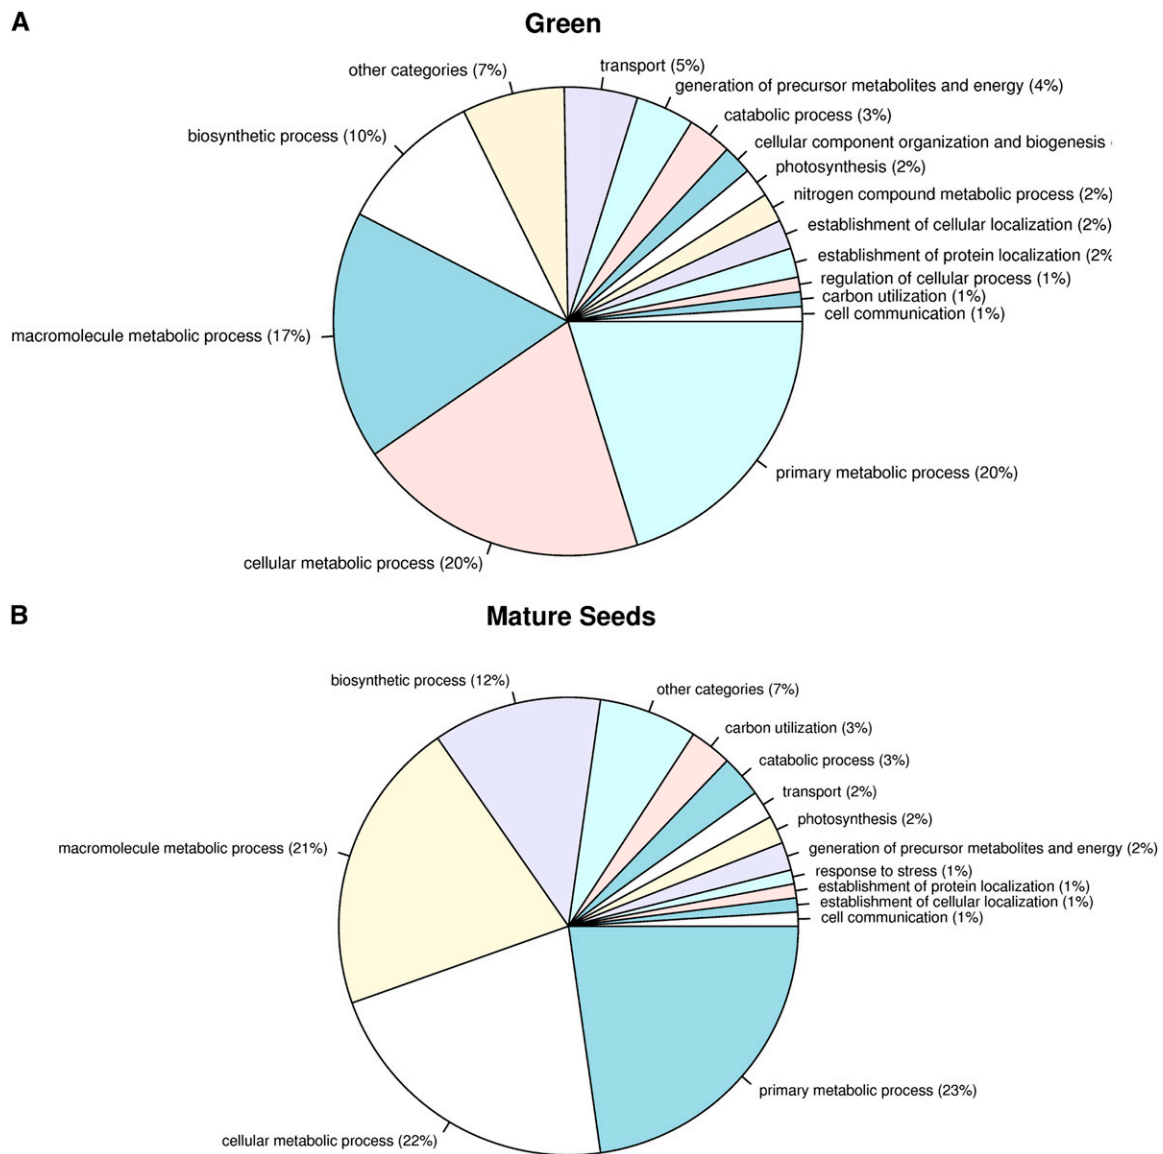 A
Green
other categories (7%)
transport (5%)
generation of precursor metabolites and energy (4%)
catabolic process (3%)
biosynthetic process (10%)
cellular component organization and biogenesis
photosynthesis (2%)
nitrogen compound metabolic process (2%)
establishment of cellular localization (2%)
establishment of protein localization (2%
regulation of cellular process (1%)
carbon utilization (1%)
cell communication (1%)
macromolecule metabolic process (17%)
primary metabolic process (20%)
cellular metabolic process (20%)
B
Mature Seeds
biosynthetic process (12%)
other categories (7%)
carbon utilization (3%)
catabolic process (3%)
transport (2%)
photosynthesis (2%)
macromolecule metabolic process (21%)
generation of precursor metabolites and energy (2%)
response to stress (1%)
establishment of protein localization (1%)
establishment of cellular localization (1%)
cell communication (1%)
primary metabolic process (23%)
cellular metabolic process (22%)